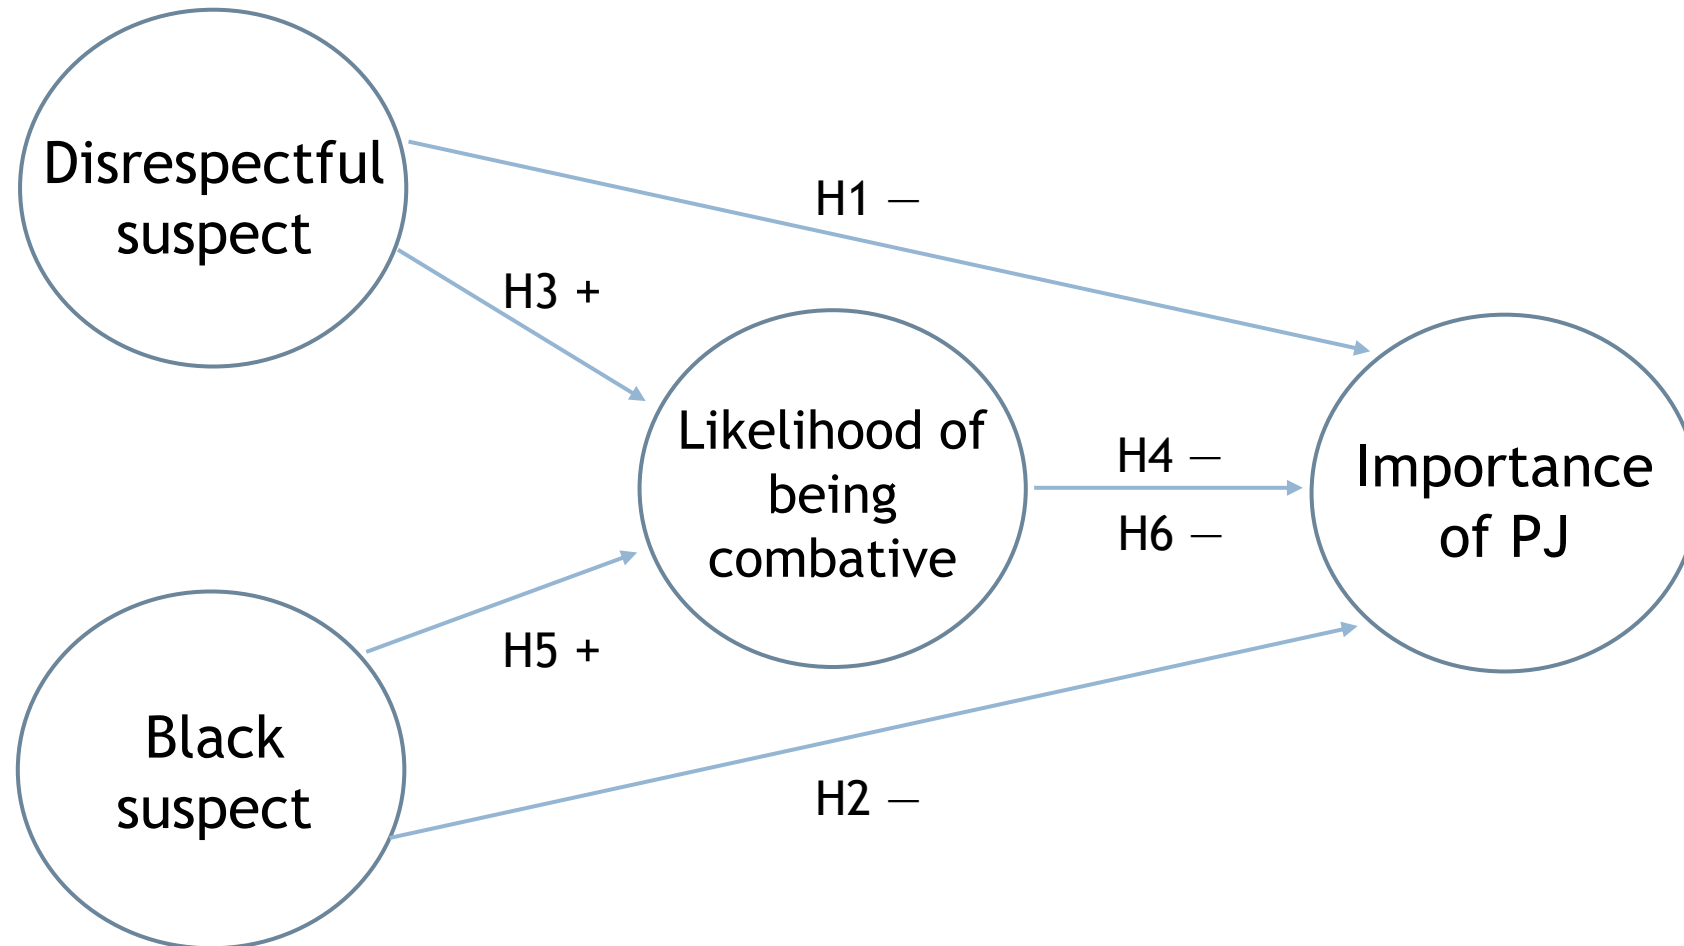 Disrespectful
suspect
H1 —
H3 +
Likelihood of
being
combative
H4 —
H6 —
Importance
of PJ
H5 +
Black
suspect
H2 —